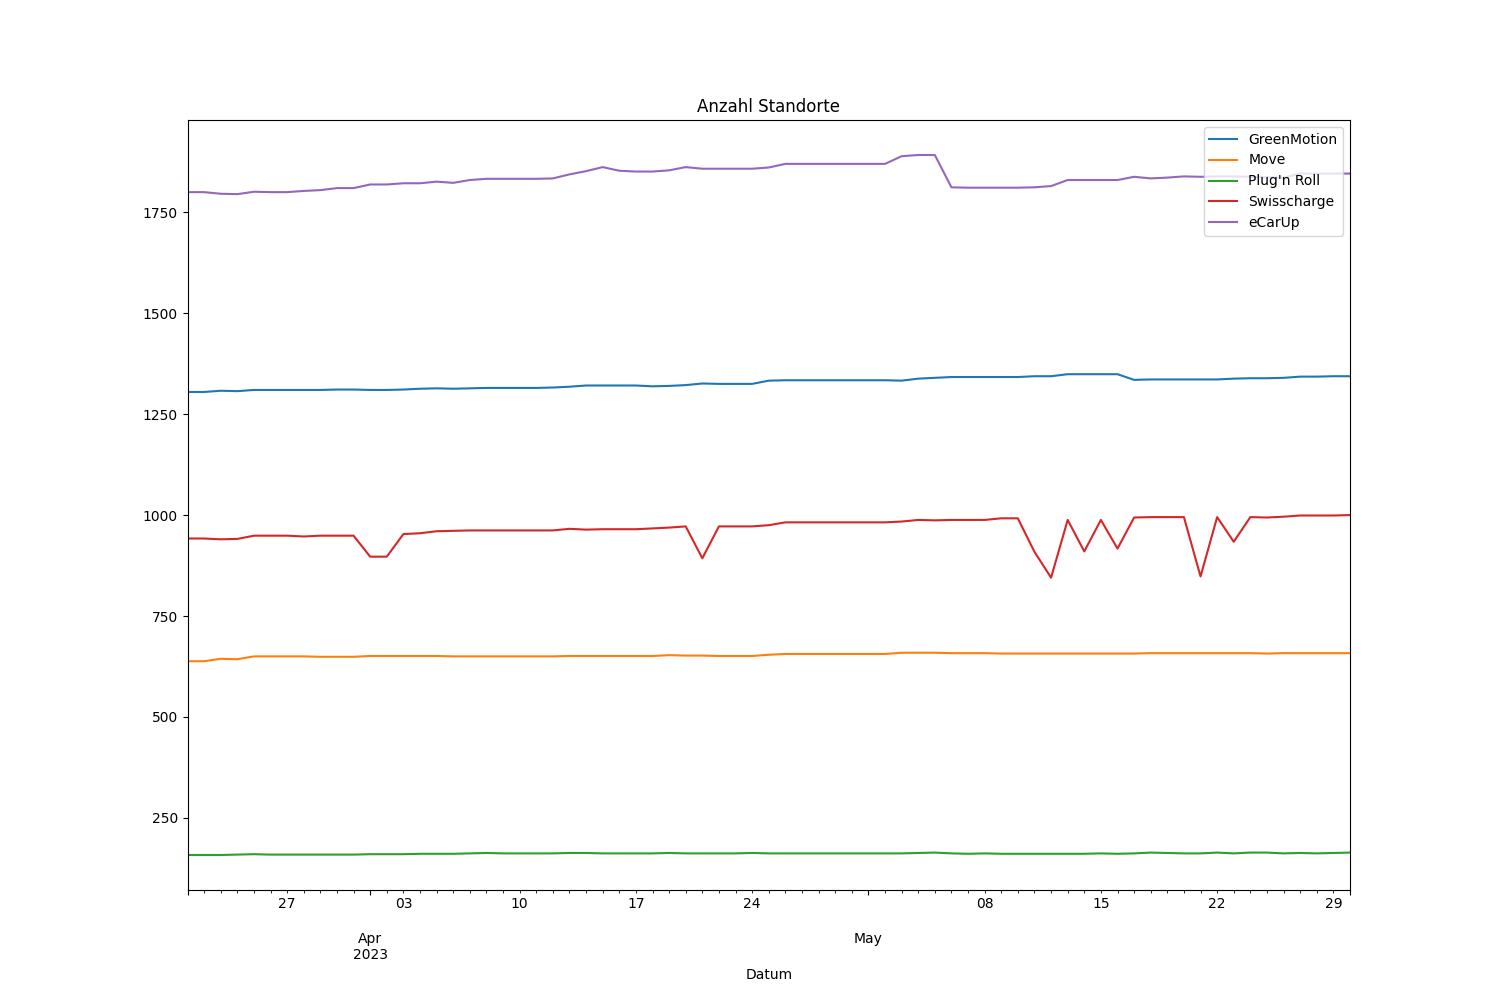 Anzahl Standorte
GreenMotion
Move
Plug'n Roll
Swisscharge
eCarUp
1750
1500
1250
1000
750
500
250
27 03 10 17 24 08 15 22 29
Apr May
2023
Datum